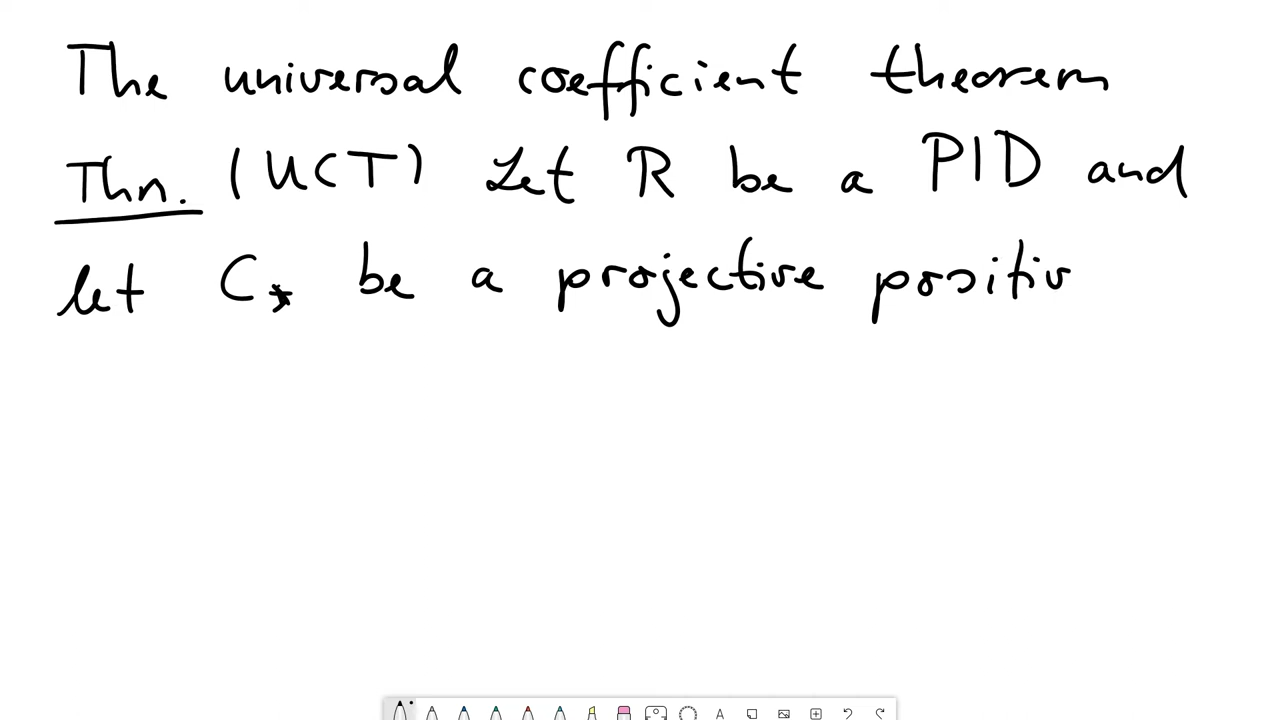 The universal coefficient theorem
Thm. (UCT) Let R be a PID and
let C* be a projective positiv